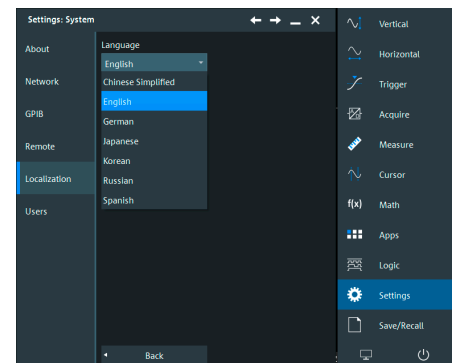 Settings: System
About
Network
GPIB
Remote
Localization
Users
Language
English
Chinese Simplified
English
German
Japanese
Korean
Russian
Spanish
Back
Vertical
Horizontal
Trigger
Acquire
Measure
Cursor
f(x) Math
Apps
Logic
Settings
Save/Recall